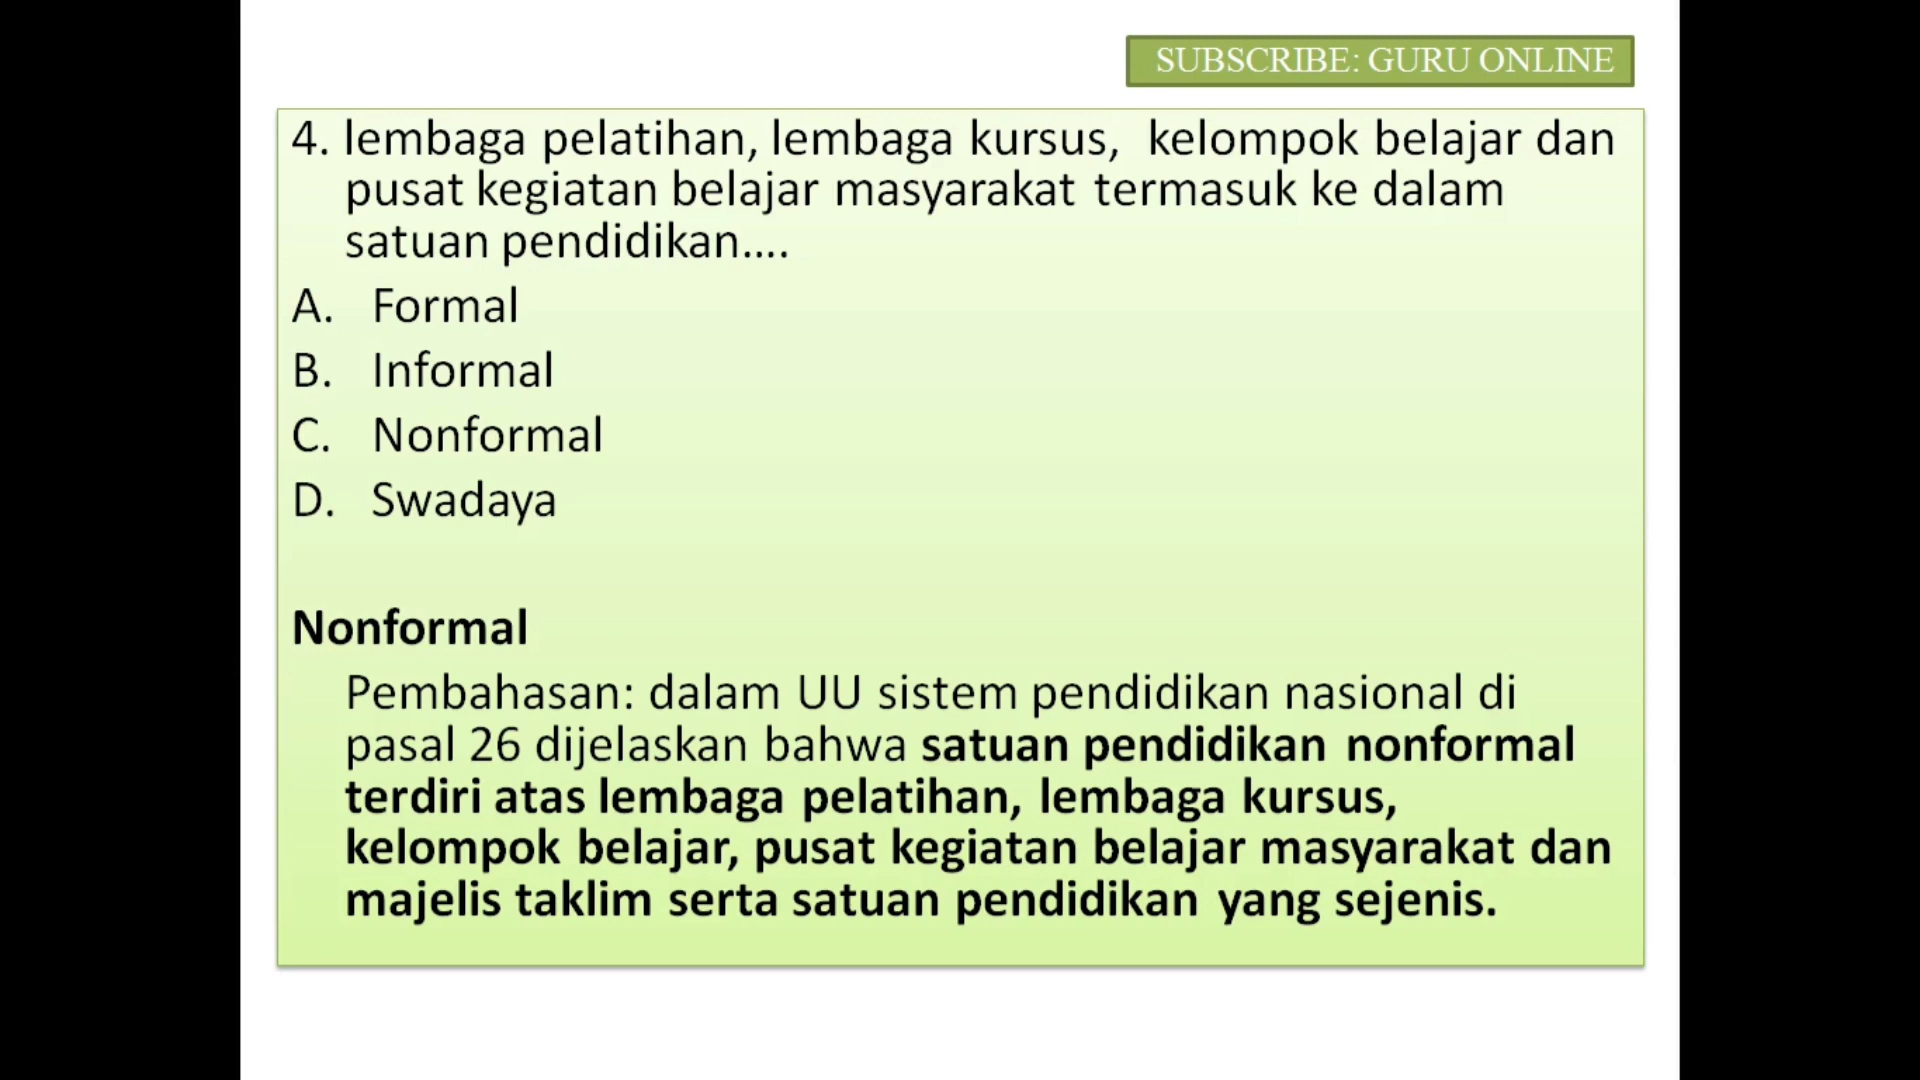 SUBSCRIBE: GURU ONLINE
4. lembaga pelatihan, lembaga kursus, kelompok belajar dan
pusat kegiatan belajar masyarakat termasuk ke dalam
satuan pendidikan....
A. Formal
B. Informal
C. Nonformal
D. Swadaya
Nonformal
Pembahasan: dalam UU sistem pendidikan nasional di
pasal 26 dijelaskan bahwa satuan pendidikan nonformal
terdiri atas lembaga pelatihan, lembaga kursus,
kelompok belajar, pusat kegiatan belajar masyarakat dan
majelis taklim serta satuan pendidikan yang sejenis.